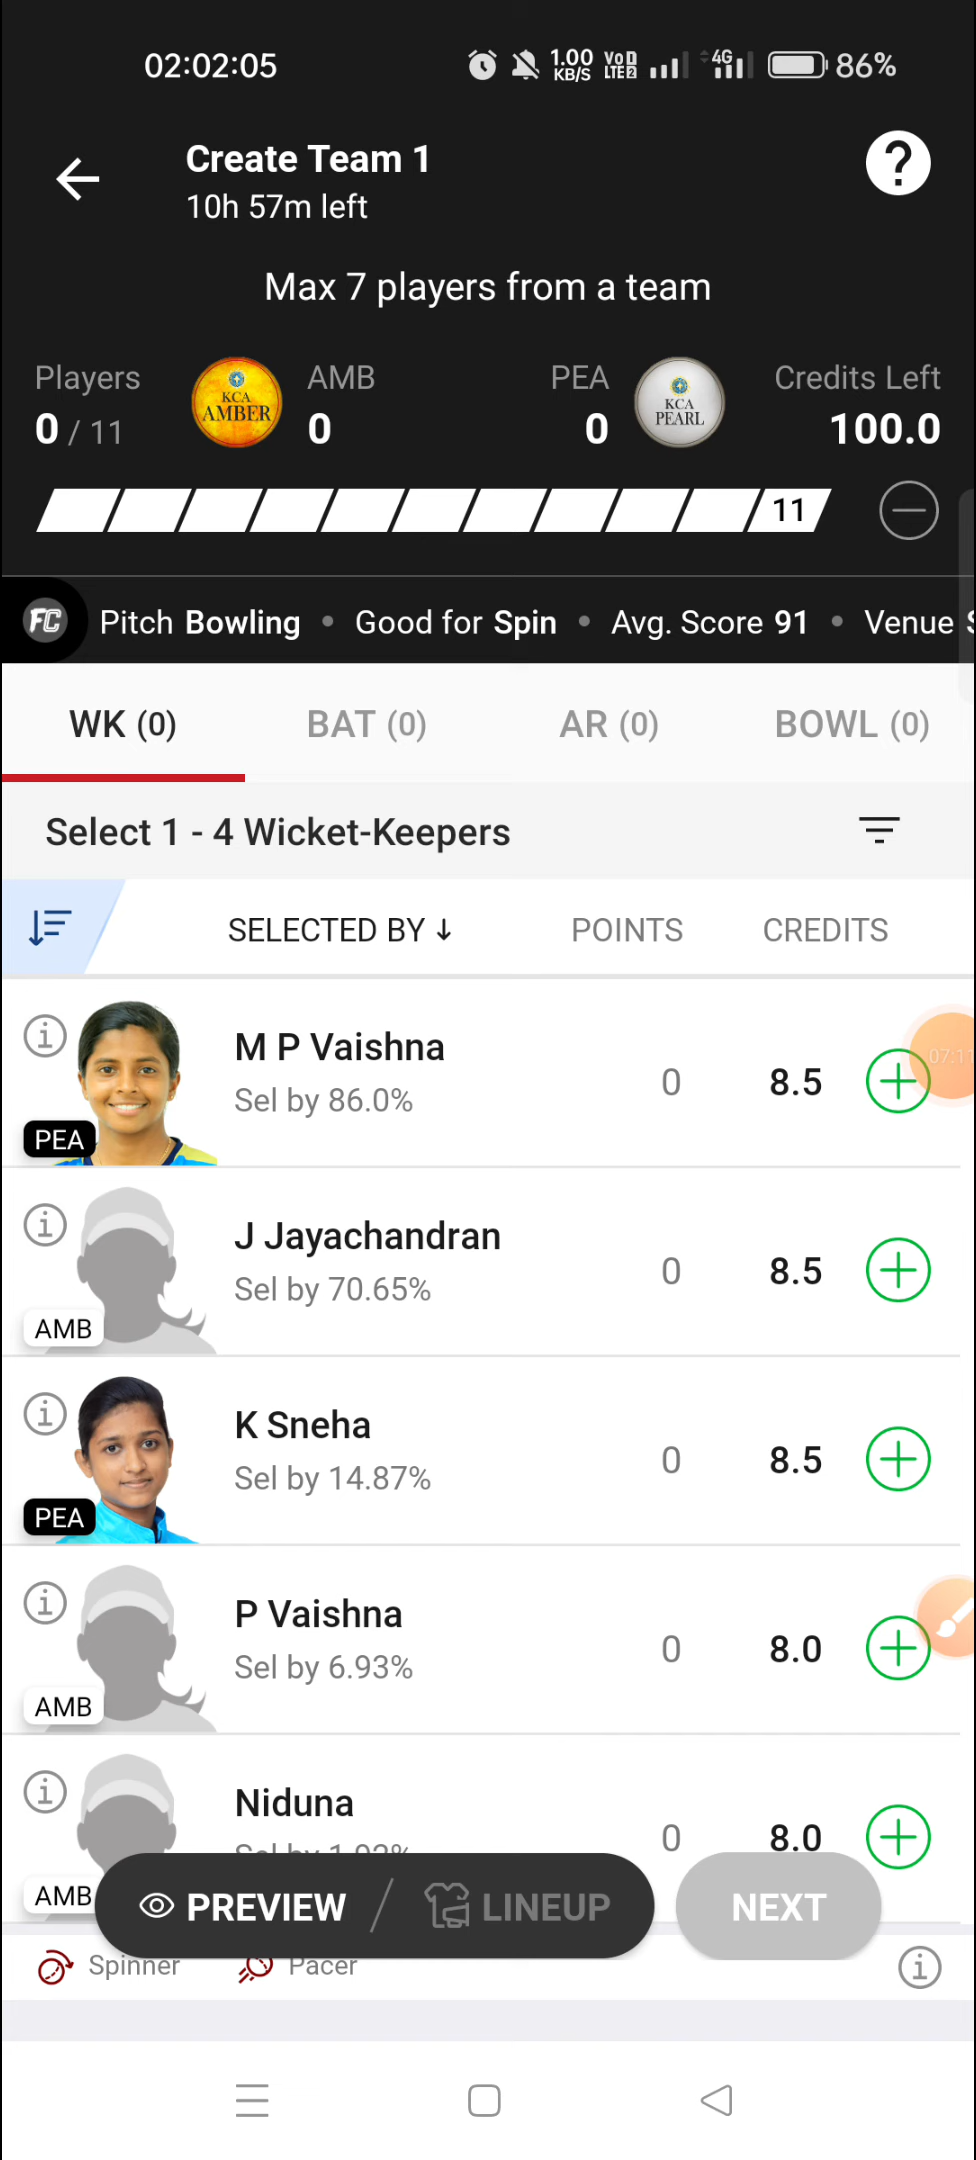 02:02:05
1.00 KB/S VoD LTE2 4G 86%
Create Team 1
10h 57m left
?
Max 7 players from a team
Players AMB PEA Credits Left
KCA AMBER
KCA PEARL
0 / 11 0 0 100.0
11
FC Pitch Bowling • Good for Spin • Avg. Score 91 • Venue
WK (0) BAT (0) AR (0) BOWL (0)
Select 1 - 4 Wicket-Keepers
SELECTED BY ↓ POINTS CREDITS
M P Vaishna
Sel by 86.0%
0 8.5
PEA
07:1
J Jayachandran
Sel by 70.65%
0 8.5
AMB
K Sneha
Sel by 14.87%
0 8.5
PEA
P Vaishna
Sel by 6.93%
0 8.0
AMB
Niduna
0 8.0
AMB
PREVIEW / LINEUP NEXT
Spinner Pacer